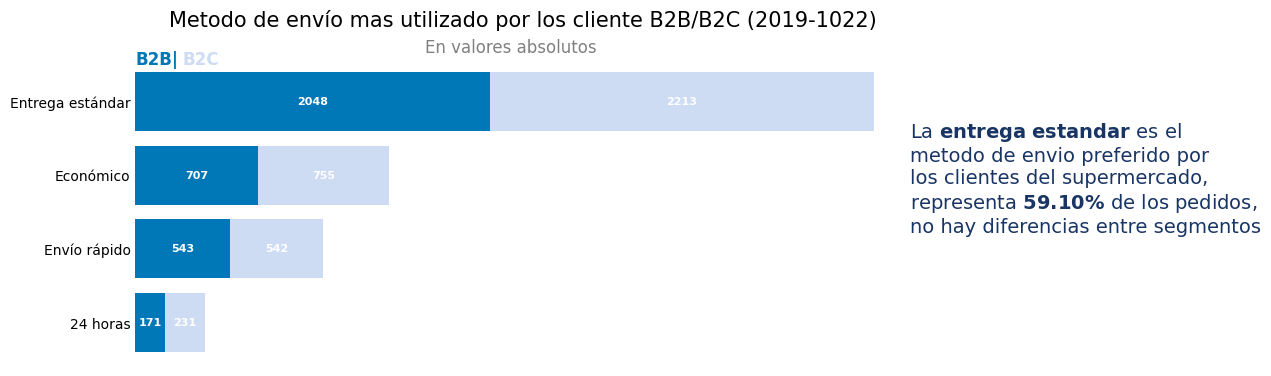 Metodo de envío mas utilizado por los cliente B2B/B2C (2019-1022)
En valores absolutos
B2B| B2C
Entrega estándar 2048 2213
Económico 707 755
Envío rápido 543 542
24 horas 171 231
La entrega estandar es el
metodo de envio preferido por
los clientes del supermercado,
representa 59.10% de los pedidos,
no hay diferencias entre segmentos